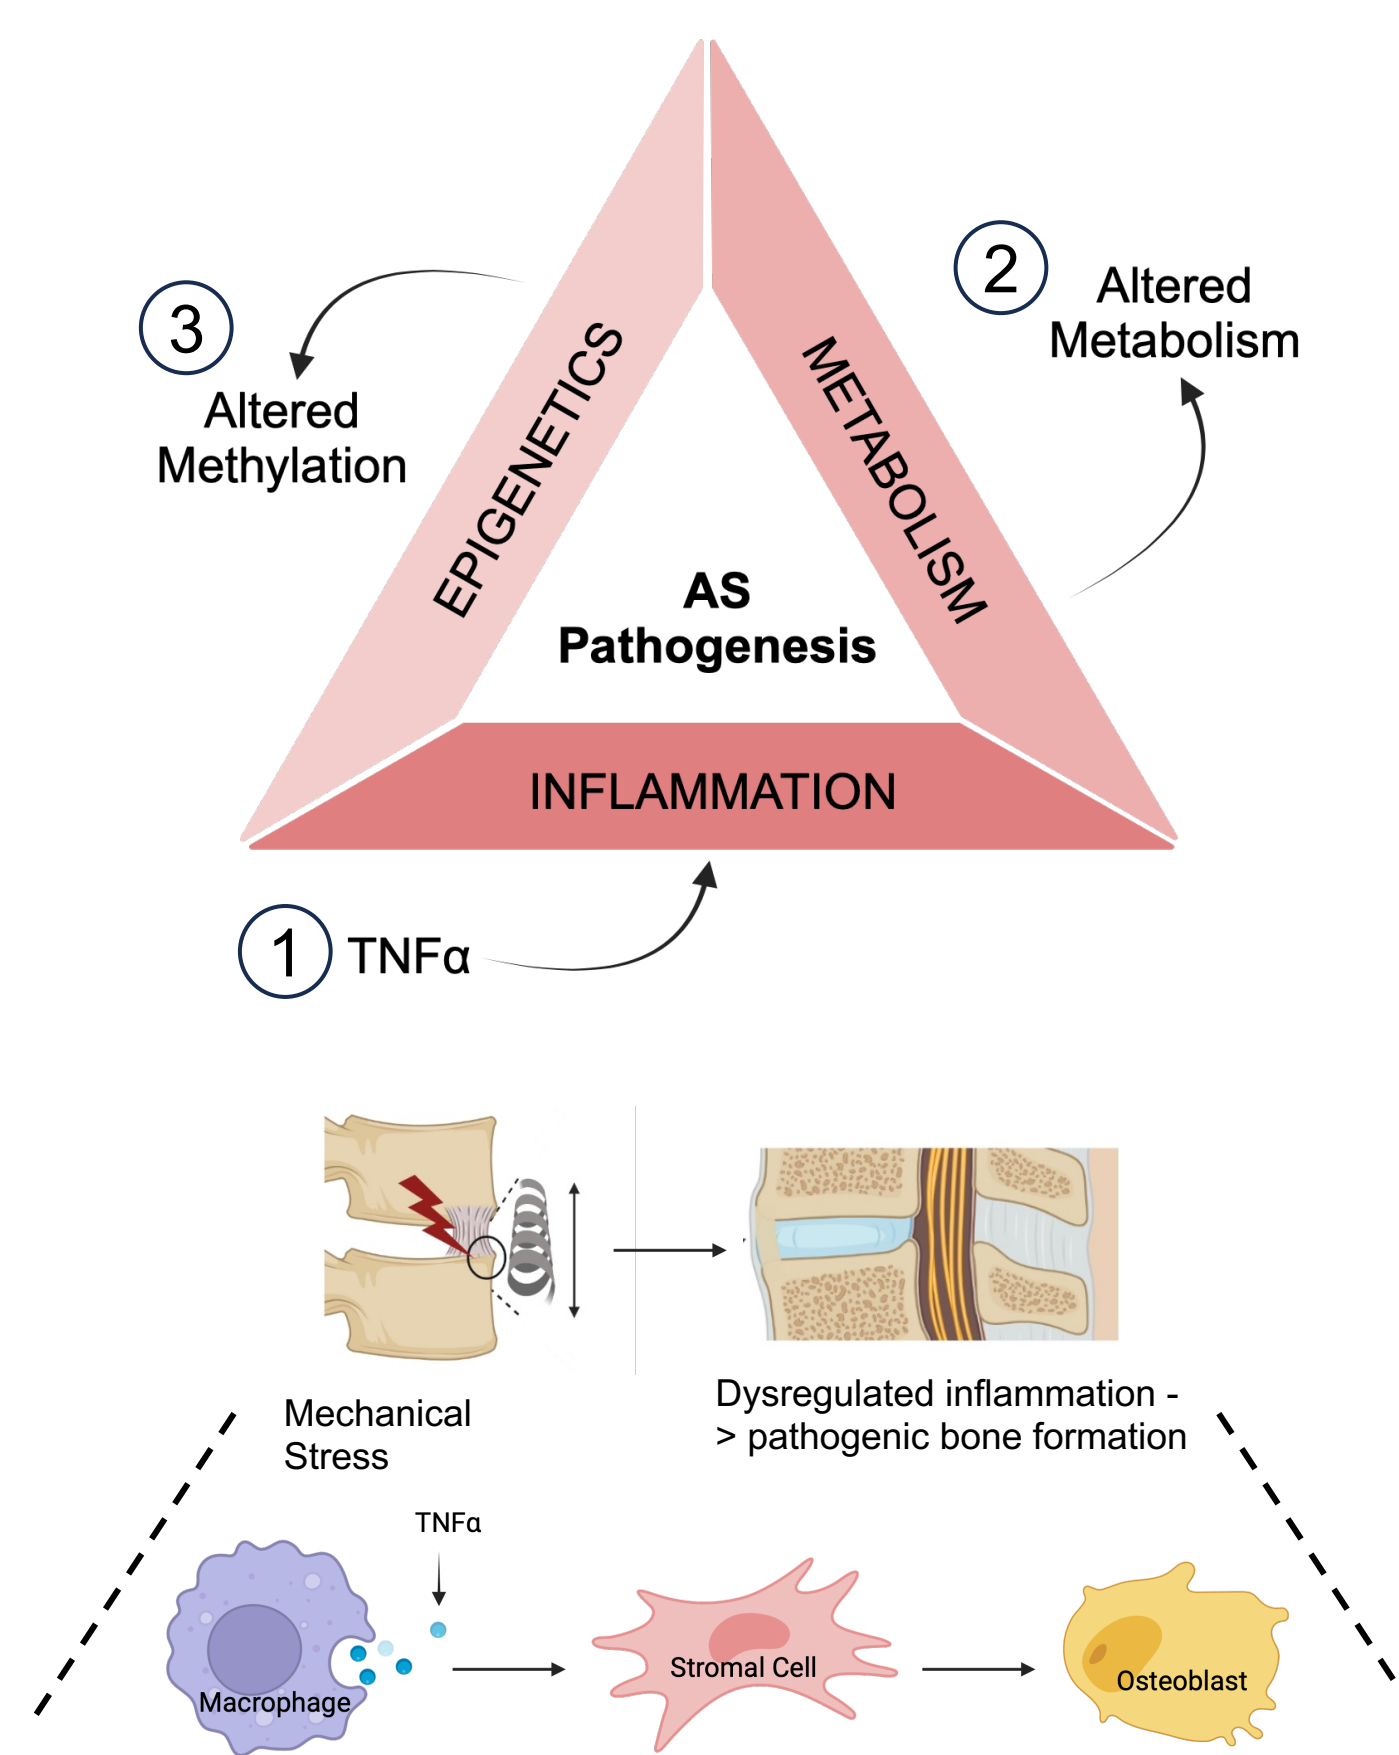 3
Altered
Methylation
2
Altered
Metabolism
EPIGENETICS
METABOLISM
AS
Pathogenesis
INFLAMMATION
1
TNFα
Mechanical
Stress
Dysregulated inflammation -
> pathogenic bone formation
TNFα
Macrophage
Stromal Cell
Osteoblast